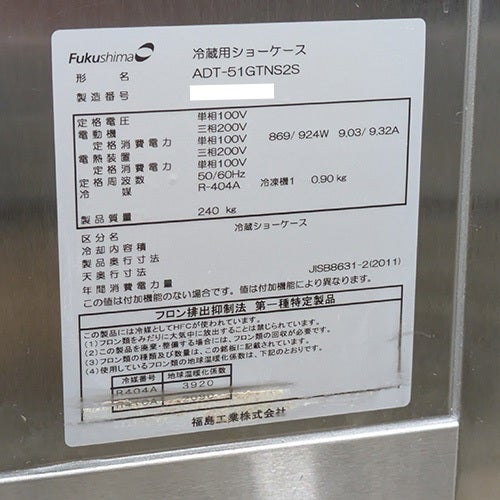 Fukushima
冷蔵用ショーケース
形名 ADT-51GTNS2S
製造番号
定格電圧 単相100V
三相200V
電動機
定格消費電力 単相100V 869/924W 9.03/9.32A
三相200V
電熱装置
定格消費電力 単相100V
定格周波数 50/60Hz
冷媒 R-404A 冷凍機1 0.90 kg
製品質量 240 kg
区分名 冷蔵ショーケース
冷却内容積
製品奥行寸法
天奥行寸法
年間消費電力量 JISB8631-2(2011)
この値は付加機能のない場合です。値は付加機能により異なります。
フロン排出抑制法 第一種特定製品
この製品には冷媒としてHFCが使われています。
(1)フロン類をみだりに大気中に放出することは禁じられています。
(2)この製品を廃棄・整備する場合には、フロン類の回収が必要です。
(3)フロン類の種類及び数量は、この銘板に記載されています。
(4)使用しているフロン類の地球温暖化係数は、下記のとおりです。
冷媒番号 地球温暖化係数
R404A 3920
R410A 2090
福島工業株式会社